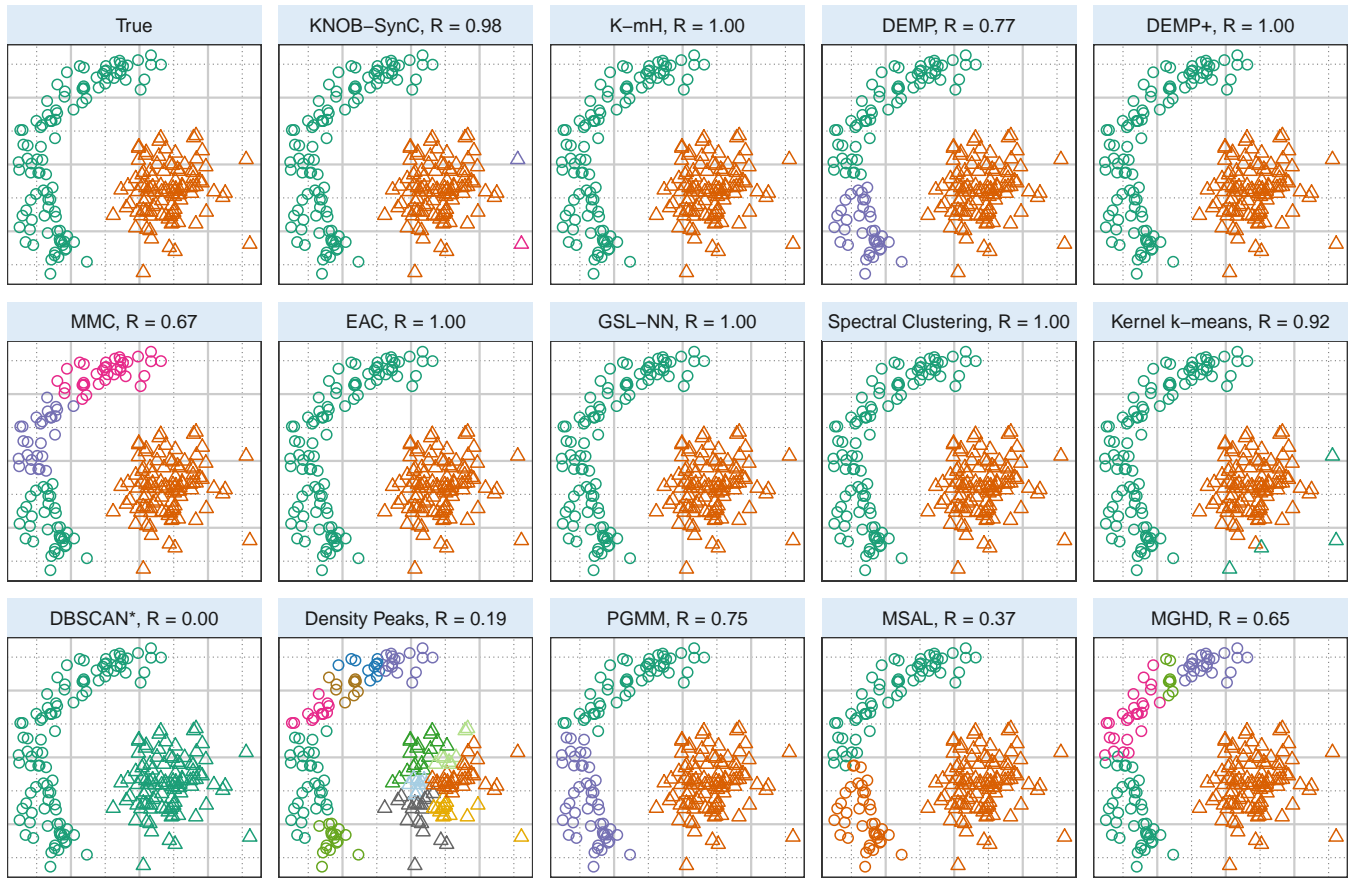 True
KNOB−SynC, R = 0.98
K−mH, R = 1.00
DEMP, R = 0.77
DEMP+, R = 1.00
MMC, R = 0.67
EAC, R = 1.00
GSL−NN, R = 1.00
Spectral Clustering, R = 1.00
Kernel k−means, R = 0.92
DBSCAN*, R = 0.00
Density Peaks, R = 0.19
PGMM, R = 0.75
MSAL, R = 0.37
MGHD, R = 0.65